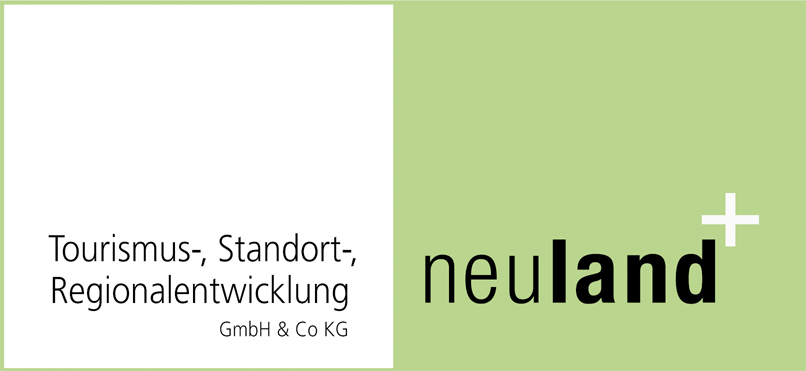 Tourismus-, Standort-,
Regionalentwicklung
GmbH & Co KG
neuland+